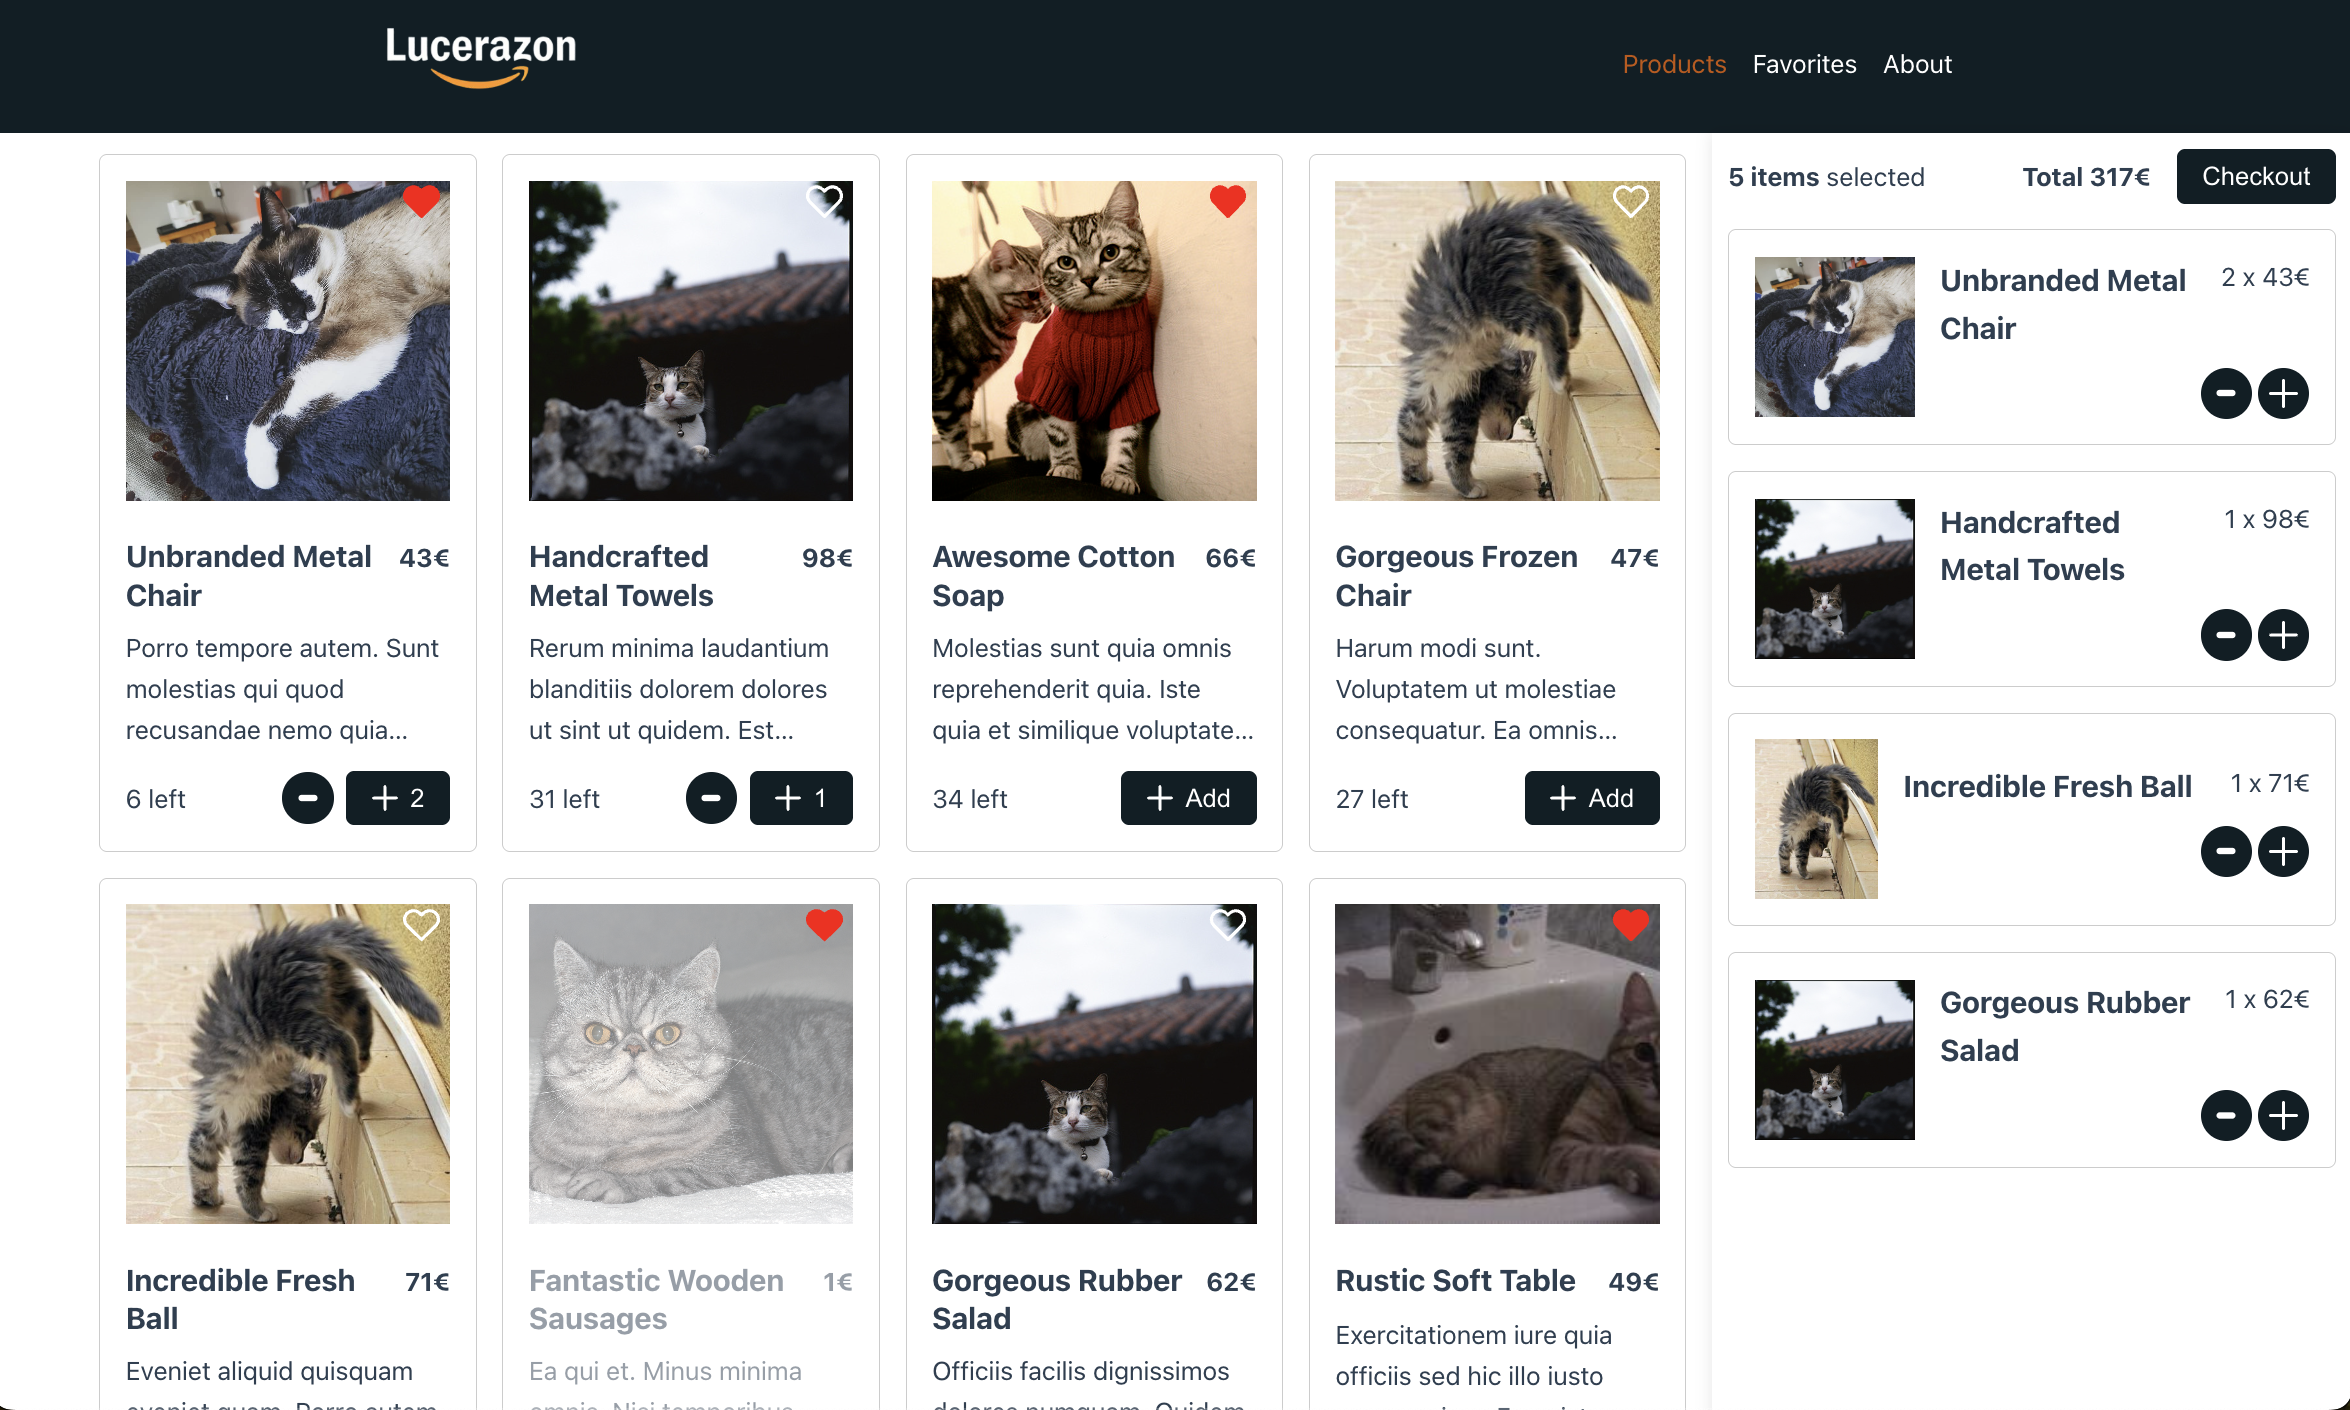 Lucerazon
Products Favorites About
5 items selected Total 317€ Checkout
Unbranded Metal 43€
Chair
Porro tempore autem. Sunt
molestias qui quod
recusandae nemo quia...
6 left - + 2
Handcrafted 98€
Metal Towels
Rerum minima laudantium
blanditiis dolorem dolores
ut sint ut quidem. Est...
31 left - + 1
Awesome Cotton 66€
Soap
Molestias sunt quia omnis
reprehenderit quia. Iste
quia et similique voluptate...
34 left + Add
Gorgeous Frozen 47€
Chair
Harum modi sunt.
Voluptatem ut molestiae
consequatur. Ea omnis...
27 left + Add
Incredible Fresh 71€
Ball
Eveniet aliquid quisquam
Fantastic Wooden 1€
Sausages
Ea qui et. Minus minima
Gorgeous Rubber 62€
Salad
Officiis facilis dignissimos
Rustic Soft Table 49€
Exercitationem iure quia
officiis sed hic illo iusto
Unbranded Metal 2 x 43€
Chair
- +
Handcrafted 1 x 98€
Metal Towels
- +
Incredible Fresh Ball 1 x 71€
- +
Gorgeous Rubber 1 x 62€
Salad
- +